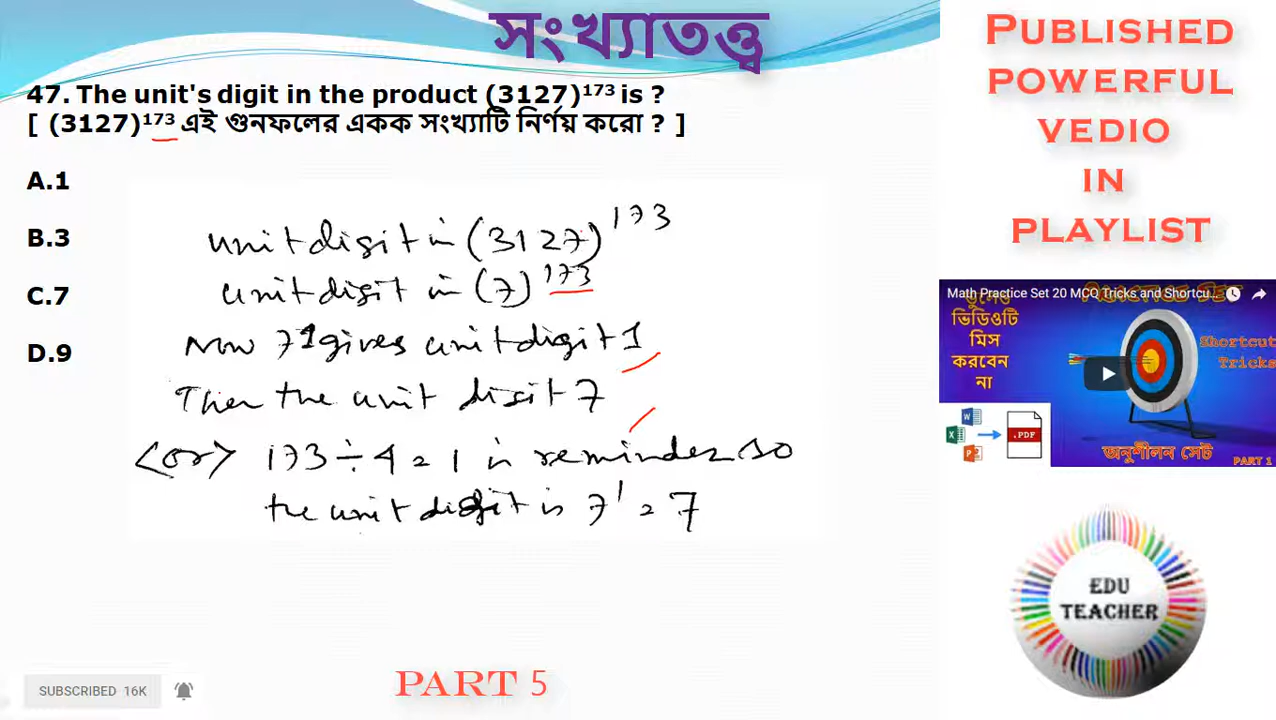 সংখ্যাতত্ত্ব
47. The unit's digit in the product (3127)¹⁷³ is ?
[ (3127)¹⁷³ এই গুনফলের একক সংখ্যাটি নির্ণয় করো ? ]
A.1
B.3
C.7
D.9
unit digit in (3127)¹⁷³
unit digit in (7)¹⁷³
Now 7¹ gives unit digit 1
Then the unit digit 7
<or> 173 ÷ 4 = 1 in reminder so
the unit digit is 7¹ = 7
PART 5
SUBSCRIBED 16K
PUBLISHED
POWERFUL
VEDIO
IN
PLAYLIST
Math Practice Set 20 MCQ Tricks and Shortcu...
ভিডিওটি
মিস
করবেন
না
Shortcut
Tricks
.PDF
অনুশীলন সেট
PART 1
EDU
TEACHER